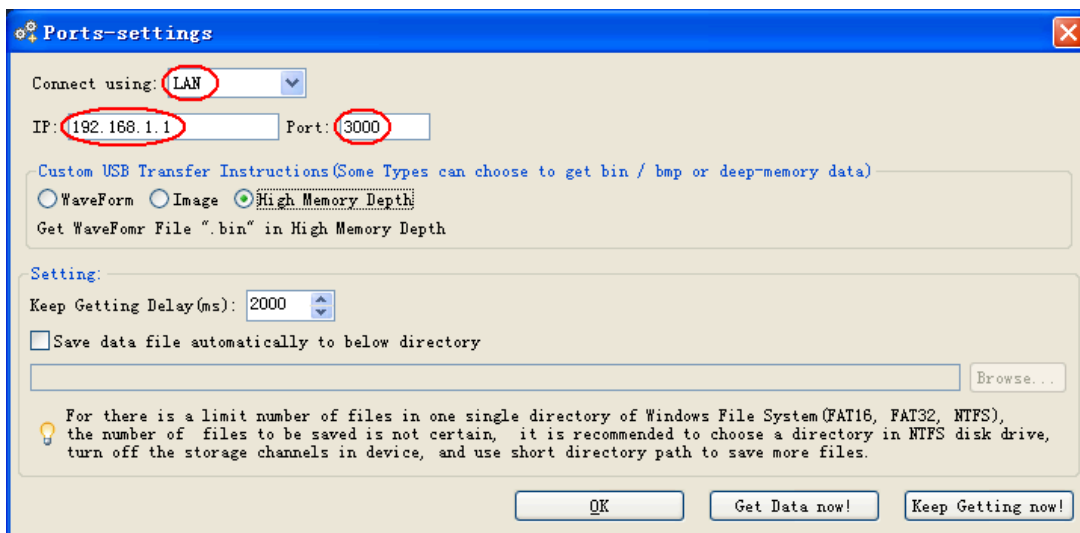 Ports-settings
Connect using: LAN
IP: 192.168.1.1 Port: 3000
Custom USB Transfer Instructions(Some Types can choose to get bin / bmp or deep-memory data)
WaveForm Image High Memory Depth
Get WaveFomr File ".bin" in High Memory Depth
Setting:
Keep Getting Delay(ms): 2000
Save data file automatically to below directory
Browse...
For there is a limit number of files in one single directory of Windows File System(FAT16, FAT32, NTFS),
the number of files to be saved is not certain, it is recommended to choose a directory in NTFS disk drive,
turn off the storage channels in device, and use short directory path to save more files.
OK Get Data now! Keep Getting now!